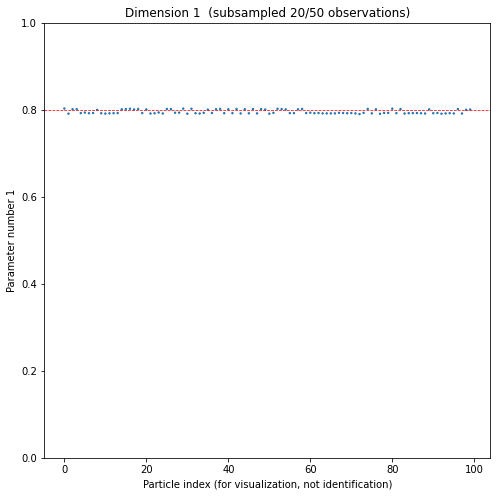 Dimension 1  (subsampled 20/50 observations)
1.0
0.8
0.6
0.4
0.2
0.0
Parameter number 1
0 20 40 60 80 100
Particle index (for visualization, not identification)